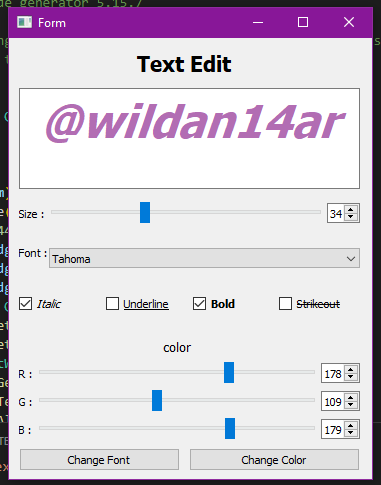 de generator 5.15.7
Form
Text Edit
@wildan14ar
Size : 34
Font : Tahoma
Italic Underline Bold Strikeout
color
R : 178
G : 109
B : 179
Change Font Change Color